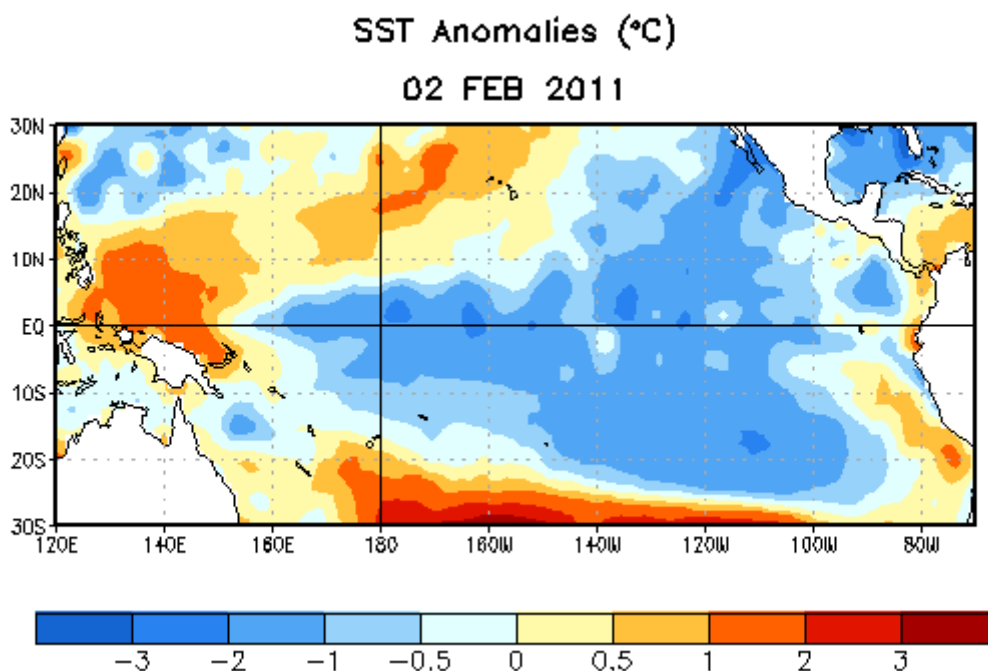 SST Anomalies (°C)
02 FEB 2011
30N
20N
10N
EQ
10S
20S
30S
120E 140E 160E 180 160W 140W 120W 100W 80W
-3 -2 -1 -0.5 0 0.5 1 2 3